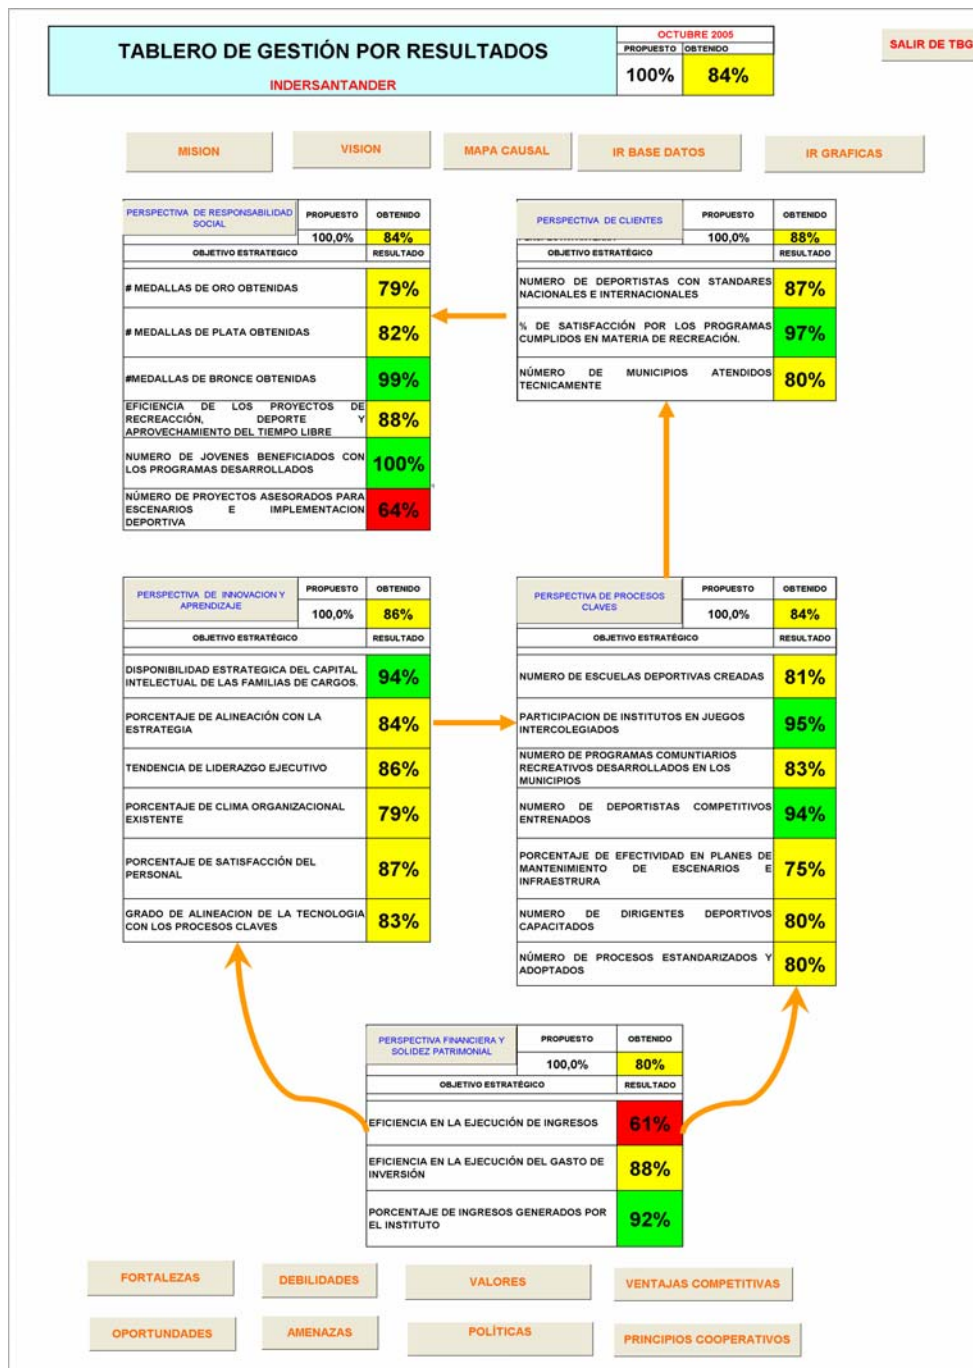 TABLERO DE GESTIÓN POR RESULTADOS
INDERSANTANDER
OCTUBRE 2005
PROPUESTO OBTENIDO
100% 84%
SALIR DE TBG
MISION
VISION
MAPA CAUSAL
IR BASE DATOS
IR GRAFICAS
PERSPECTIVA DE RESPONSABILIDAD
SOCIAL
PROPUESTO OBTENIDO
100,0% 84%
OBJETIVO ESTRATEGICO RESULTADO
# MEDALLAS DE ORO OBTENIDAS 79%
# MEDALLAS DE PLATA OBTENIDAS 82%
#MEDALLAS DE BRONCE OBTENIDAS 99%
EFICIENCIA DE LOS PROYECTOS DE
RECREACCIÓN, DEPORTE Y
APROVECHAMIENTO DEL TIEMPO LIBRE
88%
NUMERO DE JOVENES BENEFICIADOS CON
LOS PROGRAMAS DESARROLLADOS
100%
NÚMERO DE PROYECTOS ASESORADOS PARA
ESCENARIOS E IMPLEMENTACION
DEPORTIVA
64%
PERSPECTIVA DE CLIENTES
PROPUESTO OBTENIDO
100,0% 88%
OBJETIVO ESTRATÉGICO RESULTADO
NUMERO DE DEPORTISTAS CON STANDARES
NACIONALES E INTERNACIONALES
87%
% DE SATISFACCIÓN POR LOS PROGRAMAS
CUMPLIDOS EN MATERIA DE RECREACIÓN.
97%
NÚMERO DE MUNICIPIOS ATENDIDOS
TECNICAMENTE
80%
PERSPECTIVA DE INNOVACION Y
APRENDIZAJE
PROPUESTO OBTENIDO
100,0% 86%
OBJETIVO ESTRATÉGICO RESULTADO
DISPONIBILIDAD ESTRATEGICA DEL CAPITAL
INTELECTUAL DE LAS FAMILIAS DE CARGOS.
94%
PORCENTAJE DE ALINEACIÓN CON LA
ESTRATEGIA
84%
TENDENCIA DE LIDERAZGO EJECUTIVO 86%
PORCENTAJE DE CLIMA ORGANIZACIONAL
EXISTENTE
79%
PORCENTAJE DE SATISFACCIÓN DEL
PERSONAL
87%
GRADO DE ALINEACION DE LA TECNOLOGIA
CON LOS PROCESOS CLAVES
83%
PERSPECTIVA DE PROCESOS
CLAVES
PROPUESTO OBTENIDO
100,0% 84%
OBJETIVO ESTRATÉGICO RESULTADO
NUMERO DE ESCUELAS DEPORTIVAS CREADAS 81%
PARTICIPACION DE INSTITUTOS EN JUEGOS
INTERCOLEGIADOS
95%
NUMERO DE PROGRAMAS COMUNTIARIOS
RECREATIVOS DESARROLLADOS EN LOS
MUNICIPIOS
83%
NUMERO DE DEPORTISTAS COMPETITIVOS
ENTRENADOS
94%
PORCENTAJE DE EFECTIVIDAD EN PLANES DE
MANTENIMIENTO DE ESCENARIOS E
INFRAESTRURA
75%
NUMERO DE DIRIGENTES DEPORTIVOS
CAPACITADOS
80%
NÚMERO DE PROCESOS ESTANDARIZADOS Y
ADOPTADOS
80%
PERSPECTIVA FINANCIERA Y
SOLIDEZ PATRIMONIAL
PROPUESTO OBTENIDO
100,0% 80%
OBJETIVO ESTRATÉGICO RESULTADO
EFICIENCIA EN LA EJECUCIÓN DE INGRESOS 61%
EFICIENCIA EN LA EJECUCIÓN DEL GASTO DE
INVERSIÓN
88%
PORCENTAJE DE INGRESOS GENERADOS POR
EL INSTITUTO
92%
FORTALEZAS
DEBILIDADES
VALORES
VENTAJAS COMPETITIVAS
OPORTUNDADES
AMENAZAS
POLÍTICAS
PRINCIPIOS COOPERATIVOS